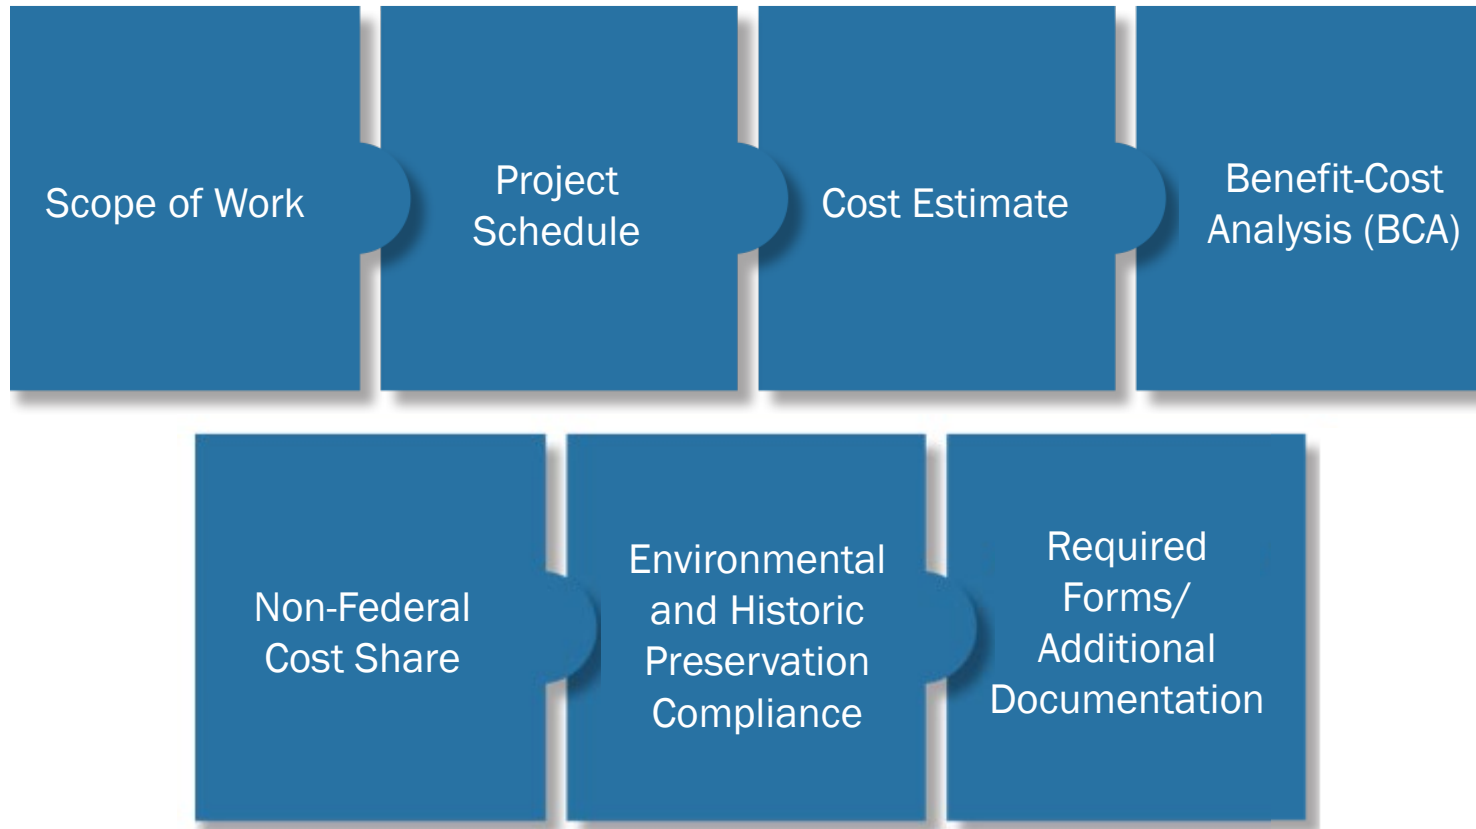 Scope of Work
Project
Schedule
Cost Estimate
Benefit-Cost
Analysis (BCA)
Non-Federal
Cost Share
Environmental
and Historic
Preservation
Compliance
Required
Forms/
Additional
Documentation